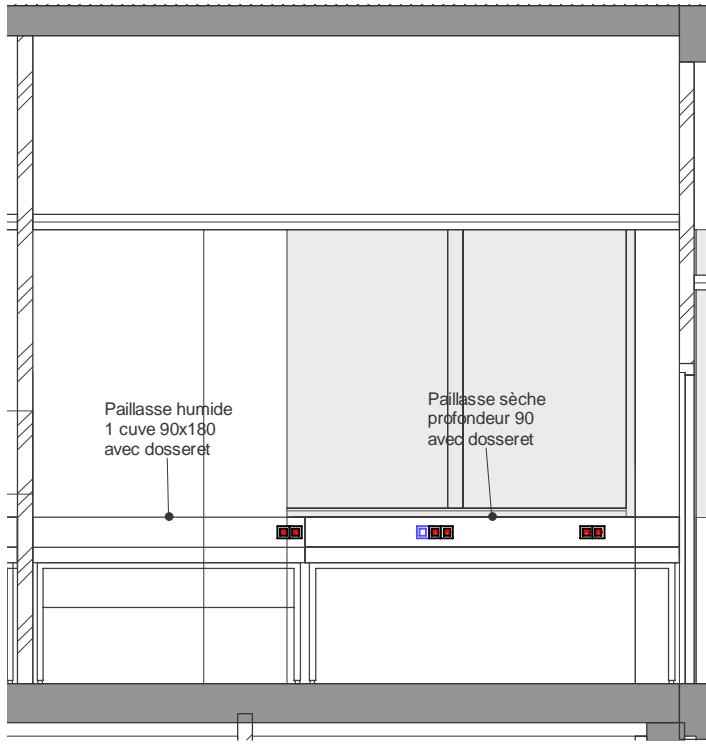 Paillasse humide
1 cuve 90x180
avec dosseret
Paillasse sèche
profondeur 90
avec dosseret